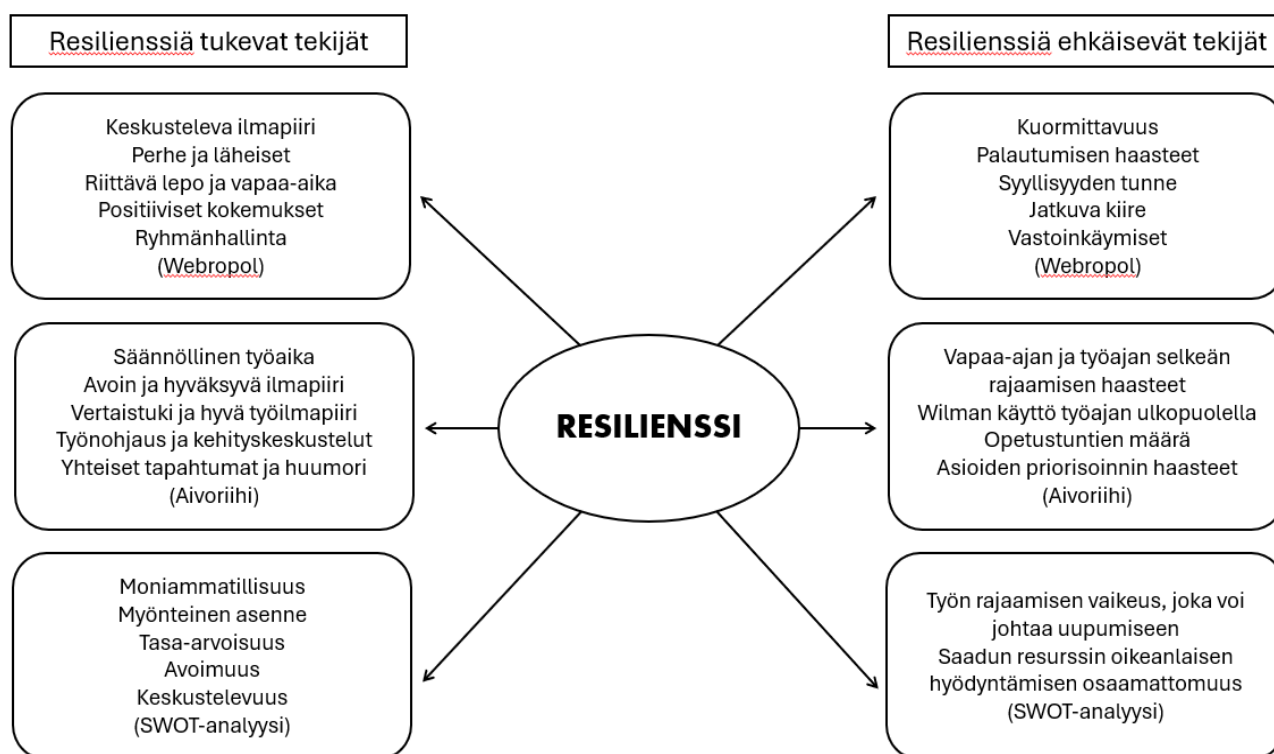 Resilienssiä tukevat tekijät
Keskusteleva ilmapiiri
Perhe ja läheiset
Riittävä lepo ja vapaa-aika
Positiiviset kokemukset
Ryhmänhallinta
(Webropol)
Säännöllinen työaika
Avoin ja hyväksyvä ilmapiiri
Vertaistuki ja hyvä työilmapiiri
Työnohjaus ja kehityskeskustelut
Yhteiset tapahtumat ja huumori
(Aivoriihi)
Moniammatillisuus
Myönteinen asenne
Tasa-arvoisuus
Avoimuus
Keskustelevuus
(SWOT-analyysi)
RESILIENSSI
Resilienssiä ehkäisevät tekijät
Kuormittavuus
Palautumisen haasteet
Syyllisyyden tunne
Jatkuva kiire
Vastoinkäymiset
(Webropol)
Vapaa-ajan ja työajan selkeän
rajaamisen haasteet
Wilman käyttö työajan ulkopuolella
Opetustuntien määrä
Asioiden priorisoinnin haasteet
(Aivoriihi)
Työn rajaamisen vaikeus, joka voi
johtaa uupumiseen
Saadun resurssin oikeanlaisen
hyödyntämisen osaamattomuus
(SWOT-analyysi)